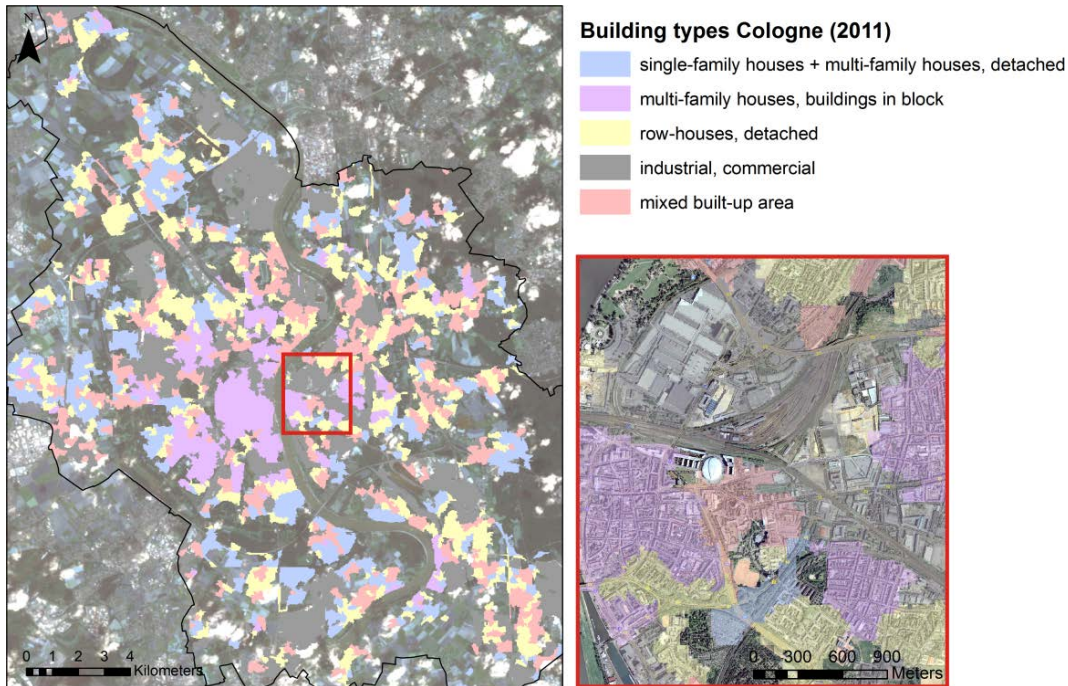 N
Building types Cologne (2011)
single-family houses + multi-family houses, detached
multi-family houses, buildings in block
row-houses, detached
industrial, commercial
mixed built-up area
0 1 2 3 4
Kilometers
0 300 600 900
Meters